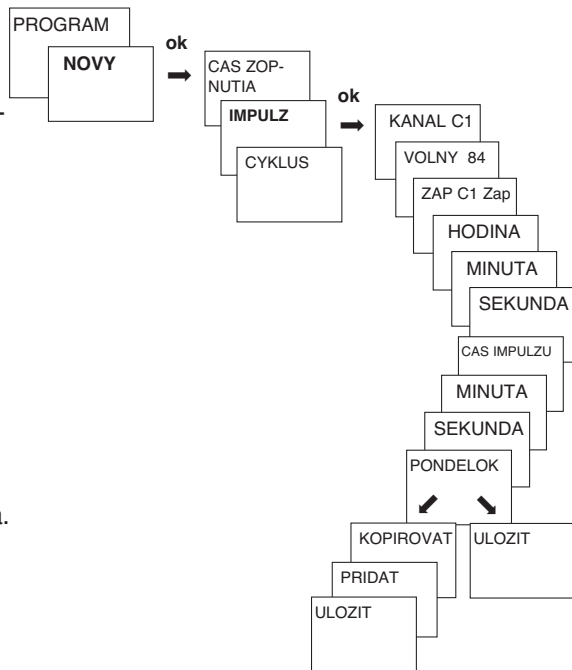 PROGRAM
NOVY
ok
CAS ZOP-
NUTIA
IMPULZ
CYKLUS
ok
KANAL C1
VOLNY 84
ZAP C1 Zap
HODINA
MINUTA
SEKUNDA
CAS IMPULZU
MINUTA
SEKUNDA
PONDELOK
KOPIROVAT
PRIDAT
ULOZIT
ULOZIT